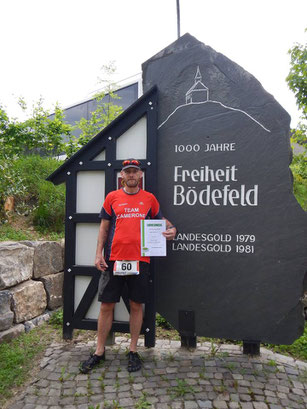 1000 JAHRE
Freiheit
Bödefeld
LANDESGOLD 1979
LANDESGOLD 1981
TEAM
CAMERONE
60